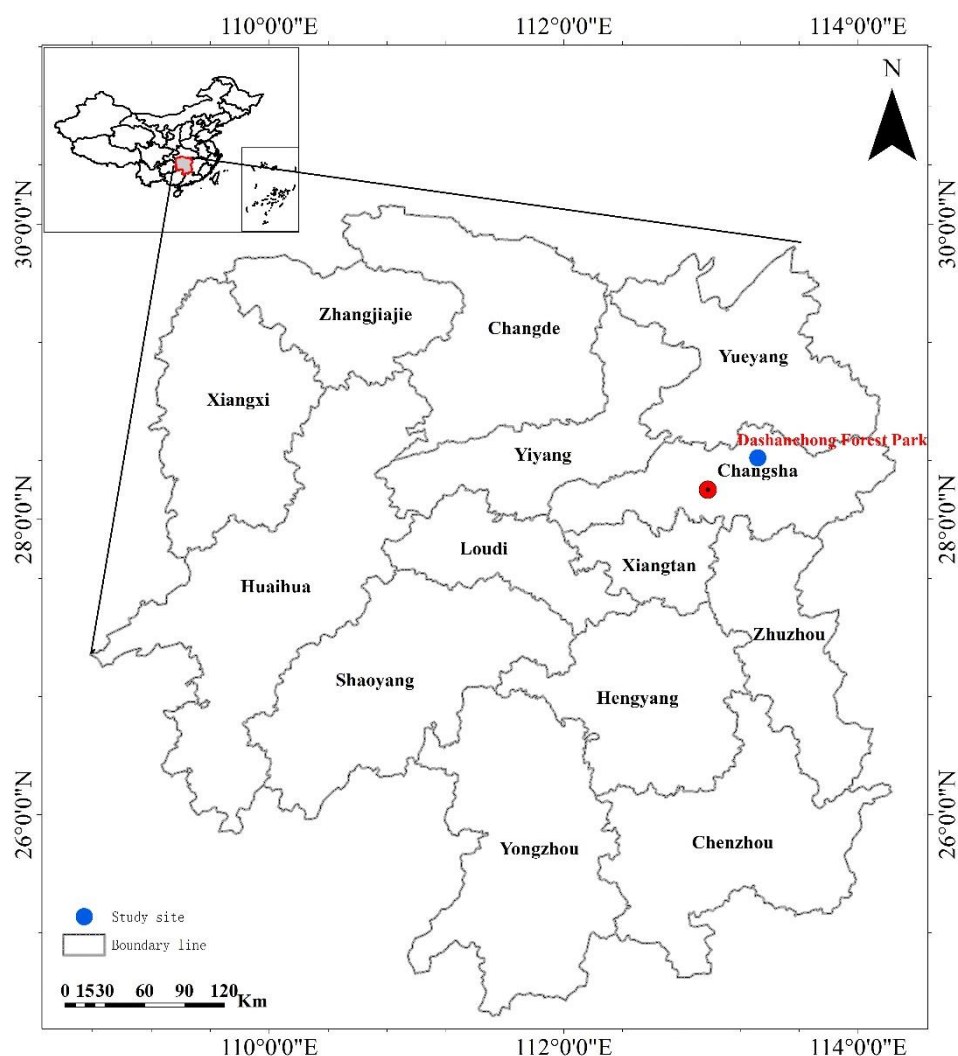 110°0'0"E
112°0'0"E
114°0'0"E
N
30°0'0"N
30°0'0"N
Zhangjiajie
Changde
Yueyang
Xiangxi
Dashanchong Forest Park
Yiyang
Changsha
28°0'0"N
28°0'0"N
Loudi
Xiangtan
Huaihua
Zhuzhou
Shaoyang
Hengyang
26°0'0"N
26°0'0"N
Yongzhou
Chenzhou
Study site
Boundary line
0 15 30 60 90 120
Km
110°0'0"E
112°0'0"E
114°0'0"E